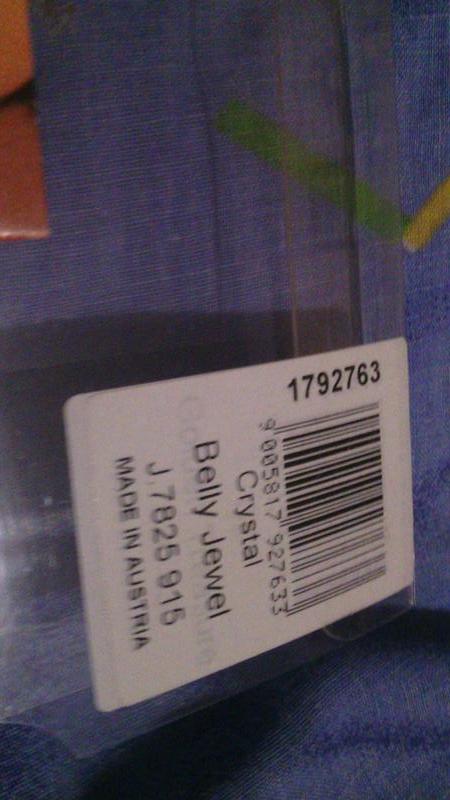 1792763
9 005817 927633
Crystal
Belly Jewel
J.7825 915
MADE IN AUSTRIA